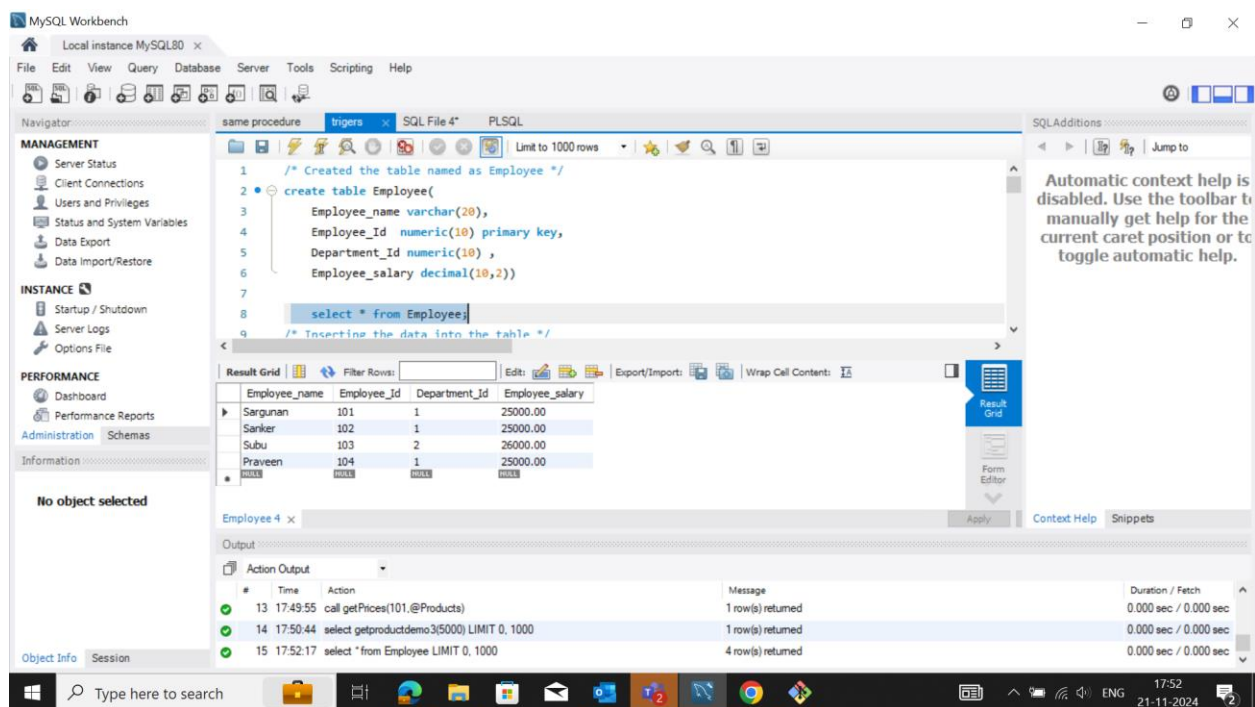 MySQL Workbench
Local instance MySQL80
File Edit View Query Database Server Tools Scripting Help
Navigator
MANAGEMENT
Server Status
Client Connections
Users and Privileges
Status and System Variables
Data Export
Data Import/Restore
INSTANCE
Startup / Shutdown
Server Logs
Options File
PERFORMANCE
Dashboard
Performance Reports
Administration Schemas
Information
No object selected
Object Info Session
same procedure trigers SQL File 4* PLSQL
Limit to 1000 rows
1 /* Created the table named as Employee */
2 create table Employee(
3 Employee_name varchar(20),
4 Employee_Id numeric(10) primary key,
5 Department_Id numeric(10) ,
6 Employee_salary decimal(10,2))
7
8 select * from Employee;
9 /* Inserting the data into the table */
Result Grid Filter Rows: Edit: Export/Import: Wrap Cell Content:
Employee_name Employee_Id Department_Id Employee_salary
Sargunan 101 1 25000.00
Sanker 102 1 25000.00
Subu 103 2 26000.00
Praveen 104 1 25000.00
NULL NULL NULL NULL
Result
Grid
Form
Editor
Employee 4 Apply
SQLAdditions
Jump to
Automatic context help is
disabled. Use the toolbar to
manually get help for the
current caret position or to
toggle automatic help.
Context Help Snippets
Output
Action Output
# Time Action Message Duration / Fetch
13 17:49:55 call getPrices(101,@Products) 1 row(s) returned 0.000 sec / 0.000 sec
14 17:50:44 select getproductdemo3(5000) LIMIT 0, 1000 1 row(s) returned 0.000 sec / 0.000 sec
15 17:52:17 select * from Employee LIMIT 0, 1000 4 row(s) returned 0.000 sec / 0.000 sec
Type here to search
ENG
17:52
21-11-2024